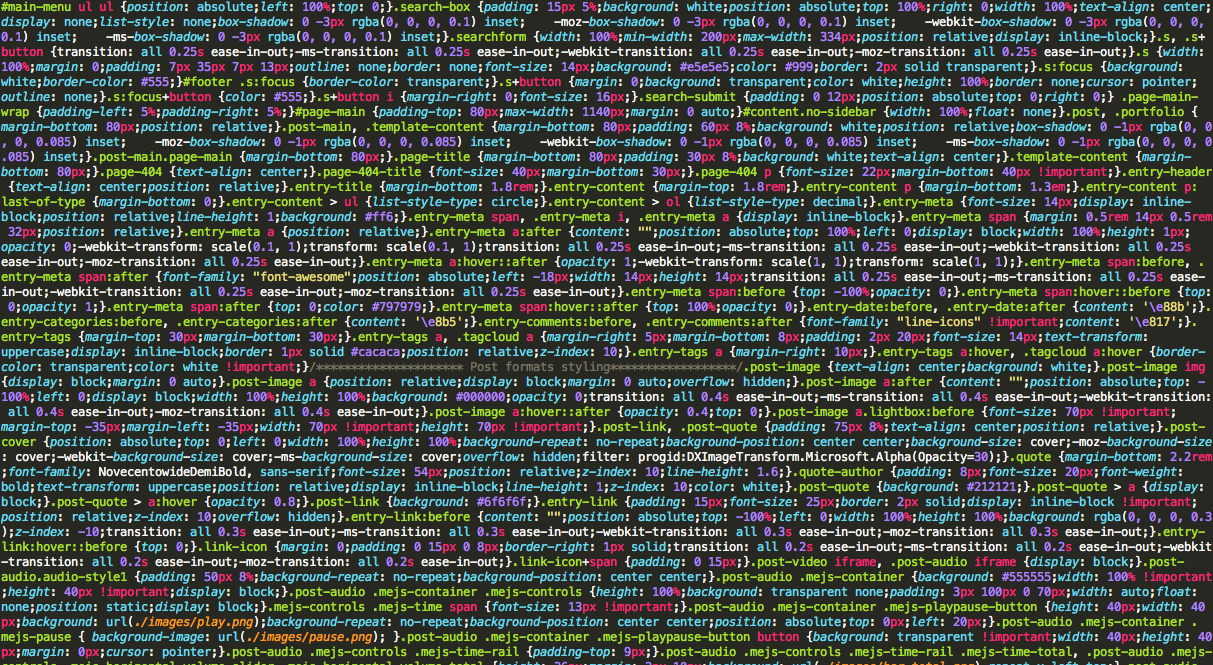 #main-menu ul ul {position: absolute;left: 100%;top: 0;}.search-box {padding: 15px 5%;background: white;position: absolute;top: 100%;right: 0;width: 100%;text-align: center;
display: none;list-style: none;box-shadow: 0 -3px rgba(0, 0, 0, 0.1) inset;    -moz-box-shadow: 0 -3px rgba(0, 0, 0, 0.1) inset;    -webkit-box-shadow: 0 -3px rgba(0, 0, 0,
0.1) inset;    -ms-box-shadow: 0 -3px rgba(0, 0, 0, 0.1) inset;}.searchform {width: 100%;min-width: 200px;max-width: 334px;position: relative;display: inline-block;}.s, .s+
button {transition: all 0.25s ease-in-out;-ms-transition: all 0.25s ease-in-out;-webkit-transition: all 0.25s ease-in-out;-moz-transition: all 0.25s ease-in-out;}.s {width:
100%;margin: 0;padding: 7px 35px 7px 13px;outline: none;border: none;font-size: 14px;background: #e5e5e5;color: #999;border: 2px solid transparent;}.s:focus {background:
white;border-color: #555;}#footer .s:focus {border-color: transparent;}.s+button {margin: 0;background: transparent;color: white;height: 100%;border: none;cursor: pointer;
outline: none;}.s:focus+button {color: #555;}.s+button i {margin-right: 0;font-size: 16px;}.search-submit {padding: 0 12px;position: absolute;top: 0;right: 0;} .page-main-
wrap {padding-left: 5%;padding-right: 5%;}#page-main {padding-top: 80px;max-width: 1140px;margin: 0 auto;}#content.no-sidebar {width: 100%;float: none;}.post, .portfolio {
margin-bottom: 80px;position: relative;}.post-main, .template-content {margin-bottom: 80px;padding: 60px 8%;background: white;position: relative;box-shadow: 0 -1px rgba(0, 0
, 0, 0.085) inset;    -moz-box-shadow: 0 -1px rgba(0, 0, 0, 0.085) inset;    -webkit-box-shadow: 0 -1px rgba(0, 0, 0, 0.085) inset;    -ms-box-shadow: 0 -1px rgba(0, 0, 0, 0
.085) inset;}.post-main.page-main {margin-bottom: 80px;}.page-title {margin-bottom: 80px;padding: 30px 8%;background: white;text-align: center;}.template-content {margin-
bottom: 80px;}.page-404 {text-align: center;}.page-404-title {font-size: 40px;margin-bottom: 30px;}.page-404 p {font-size: 22px;margin-bottom: 40px !important;}.entry-header
 {text-align: center;position: relative;}.entry-title {margin-bottom: 1.8rem;}.entry-content {margin-top: 1.8rem;}.entry-content p {margin-bottom: 1.3em;}.entry-content p:
last-of-type {margin-bottom: 0;}.entry-content > ul {list-style-type: circle;}.entry-content > ol {list-style-type: decimal;}.entry-meta {font-size: 14px;display: inline-
block;position: relative;line-height: 1;background: #ff6;}.entry-meta span, .entry-meta i, .entry-meta a {display: inline-block;}.entry-meta span {margin: 0.5rem 14px 0.5rem
 32px;position: relative;}.entry-meta a {position: relative;}.entry-meta a:after {content: "";position: absolute;top: 100%;left: 0;display: block;width: 100%;height: 1px;
opacity: 0;-webkit-transform: scale(0.1, 1);transform: scale(0.1, 1);transition: all 0.25s ease-in-out;-ms-transition: all 0.25s ease-in-out;-webkit-transition: all 0.25s
ease-in-out;-moz-transition: all 0.25s ease-in-out;}.entry-meta a:hover::after {opacity: 1;-webkit-transform: scale(1, 1);transform: scale(1, 1);}.entry-meta span:before, .
entry-meta span:after {font-family: "font-awesome";position: absolute;left: -18px;width: 14px;height: 14px;transition: all 0.25s ease-in-out;-ms-transition: all 0.25s ease-
in-out;-webkit-transition: all 0.25s ease-in-out;-moz-transition: all 0.25s ease-in-out;}.entry-meta span:before {top: -100%;opacity: 0;}.entry-meta span:hover::before {top:
 0;opacity: 1;}.entry-meta span:after {top: 0;color: #797979;}.entry-meta span:hover::after {top: 100%;opacity: 0;}.entry-date:before, .entry-date:after {content: '\e88b';}.
entry-categories:before, .entry-categories:after {content: '\e8b5';}.entry-comments:before, .entry-comments:after {font-family: "line-icons" !important;content: '\e817';}.
entry-tags {margin-top: 30px;margin-bottom: 30px;}.entry-tags a, .tagcloud a {margin-right: 5px;margin-bottom: 8px;padding: 2px 20px;font-size: 14px;text-transform:
uppercase;display: inline-block;border: 1px solid #cacaca;position: relative;z-index: 10;}.entry-tags a {margin-right: 10px;}.entry-tags a:hover, .tagcloud a:hover {border-
color: transparent;color: white !important;}/********************* Post formats styling******************/.post-image {text-align: center;background: white;}.post-image img
{display: block;margin: 0 auto;}.post-image a {position: relative;display: block;margin: 0 auto;overflow: hidden;}.post-image a:after {content: "";position: absolute;top: -
100%;left: 0;display: block;width: 100%;height: 100%;background: #000000;opacity: 0;transition: all 0.4s ease-in-out;-ms-transition: all 0.4s ease-in-out;-webkit-transition:
 all 0.4s ease-in-out;-moz-transition: all 0.4s ease-in-out;}.post-image a:hover::after {opacity: 0.4;top: 0;}.post-image a.lightbox:before {font-size: 70px !important;
margin-top: -35px;margin-left: -35px;width: 70px !important;height: 70px !important;}.post-link, .post-quote {padding: 75px 8%;text-align: center;position: relative;}.post-
cover {position: absolute;top: 0;left: 0;width: 100%;height: 100%;background-repeat: no-repeat;background-position: center center;background-size: cover;-moz-background-size
: cover;-webkit-background-size: cover;-ms-background-size: cover;overflow: hidden;filter: progid:DXImageTransform.Microsoft.Alpha(Opacity=30);}.quote {margin-bottom: 2.2rem
;font-family: NovecentowideDemiBold, sans-serif;font-size: 54px;position: relative;z-index: 10;line-height: 1.6;}.quote-author {padding: 8px;font-size: 20px;font-weight:
bold;text-transform: uppercase;position: relative;display: inline-block;line-height: 1;z-index: 10;color: white;}.post-quote {background: #212121;}.post-quote > a {display:
block;}.post-quote > a:hover {opacity: 0.8;}.post-link {background: #6f6f6f;}.entry-link {padding: 15px;font-size: 25px;border: 2px solid;display: inline-block !important;
position: relative;z-index: 10;overflow: hidden;}.entry-link:before {content: "";position: absolute;top: -100%;left: 0;width: 100%;height: 100%;background: rgba(0, 0, 0, 0.3
);z-index: -10;transition: all 0.3s ease-in-out;-ms-transition: all 0.3s ease-in-out;-webkit-transition: all 0.3s ease-in-out;-moz-transition: all 0.3s ease-in-out;}.entry-
link:hover::before {top: 0;}.link-icon {margin: 0;padding: 0 15px 0 8px;border-right: 1px solid;transition: all 0.2s ease-in-out;-ms-transition: all 0.2s ease-in-out;-webkit
-transition: all 0.2s ease-in-out;-moz-transition: all 0.2s ease-in-out;}.link-icon+span {padding: 0 15px;}.post-video iframe, .post-audio iframe {display: block;}.post-
audio.audio-style1 {padding: 50px 8%;background-repeat: no-repeat;background-position: center center;}.post-audio .mejs-container {background: #555555;width: 100% !important
;height: 40px !important;display: block;}.post-audio .mejs-container .mejs-controls {height: 100%;background: transparent none;padding: 3px 100px 0 70px;width: auto;float:
none;position: static;display: block;}.mejs-controls .mejs-time span {font-size: 13px !important;}.post-audio .mejs-container .mejs-playpause-button {height: 40px;width: 40
px;background: url(./images/play.png);background-repeat: no-repeat;background-position: center center;position: absolute;top: 0px;left: 20px;}.post-audio .mejs-container .
mejs-pause { background-image: url(./images/pause.png); }.post-audio .mejs-container .mejs-playpause-button button {background: transparent !important;width: 40px;height: 40
px;margin: 0px;cursor: pointer;}.post-audio .mejs-controls .mejs-time-rail {padding-top: 9px;}.post-audio .mejs-controls .mejs-time-rail .mejs-time-total, .post-audio .mejs-